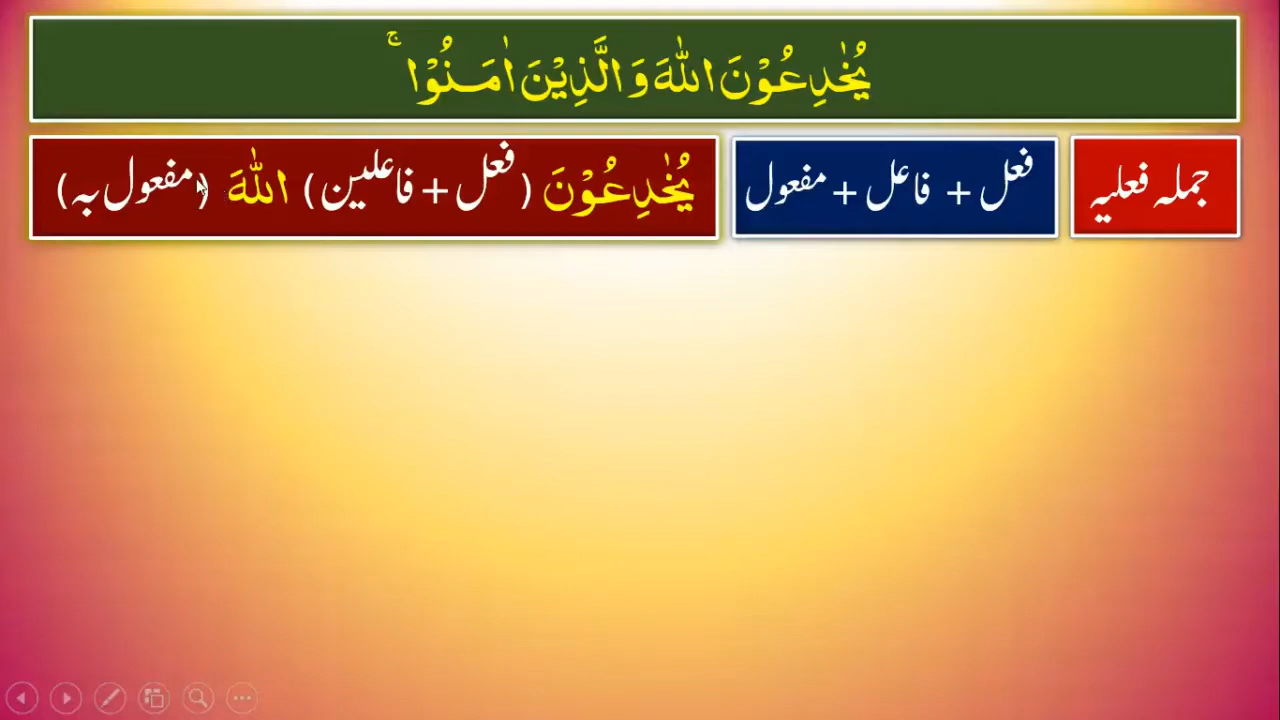 يُخٰدِعُوْنَ اللّٰهَ وَالَّذِيْنَ اٰمَنُوْا ۚ
جملہ فعلیہ
فعل + فاعل + مفعول
يُخٰدِعُوْنَ (فعل + فاعلین) اللّٰهَ (مفعول بہ)